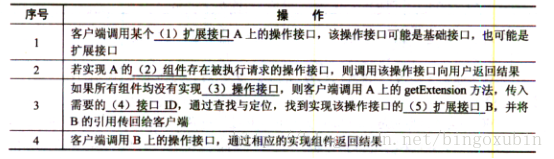 序号 操 作
1 客户端调用某个（1）扩展接口 A 上的操作接口，该操作接口可能是基础接口，也可能是
扩展接口
2 若实现 A 的（2）组件存在被执行请求的操作接口，则调用该操作接口向用户返回结果
3 如果所有组件均没有实现（3）操作接口，则客户端调用 A 上的 getExtension 方法，传入
需要的（4）接口 ID，通过查找与定位，找到实现该操作接口的（5）扩展接口 B，并将
B 的引用传回给客户端
4 客户端调用 B 上的操作接口，通过相应的实现组件返回结果
net/bingoxubin